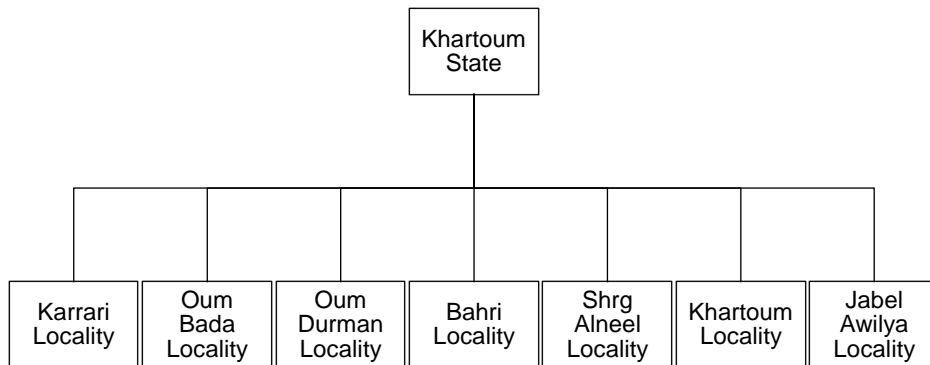 Khartoum
State
Karrari
Locality
Oum
Bada
Locality
Oum
Durman
Locality
Bahri
Locality
Shrg
Alneel
Locality
Khartoum
Locality
Jabel
Awilya
Locality